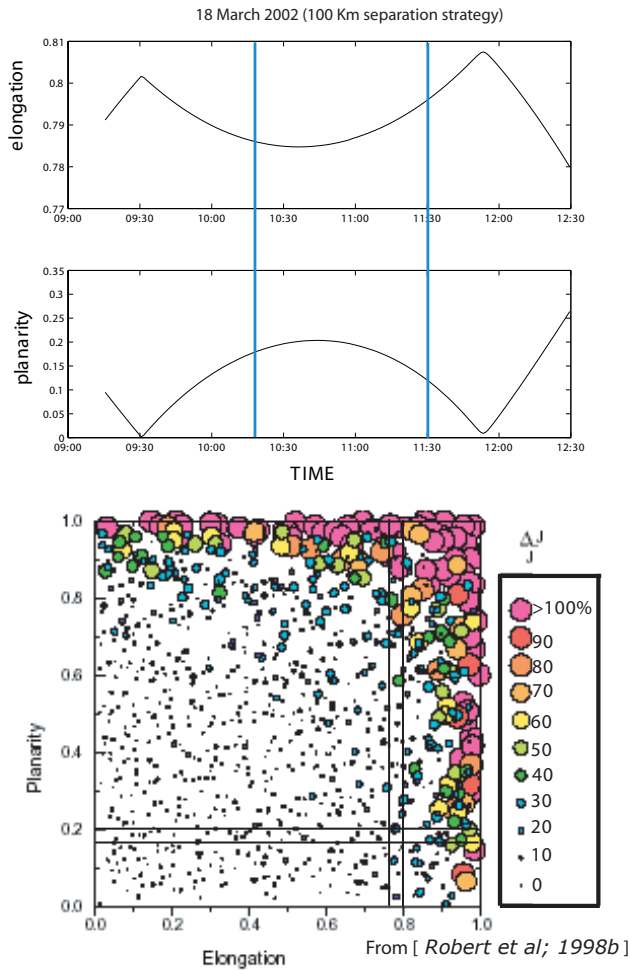 18 March 2002 (100 Km separation strategy)
0.81
0.8
0.79
0.78
0.77
elongation
09:00 09:30 10:00 10:30 11:00 11:30 12:00 12:30
0.35
0.3
0.25
0.2
0.15
0.1
0.05
0
planarity
09:00 09:30 10:00 10:30 11:00 11:30 12:00 12:30
TIME
1.0
0.8
0.6
0.4
0.2
0.0
Planarity
0.0 0.2 0.4 0.6 0.8 1.0
Elongation
ΔJ
J
>100%
90
80
70
60
50
40
30
20
10
0
From [ Robert et al; 1998b ]